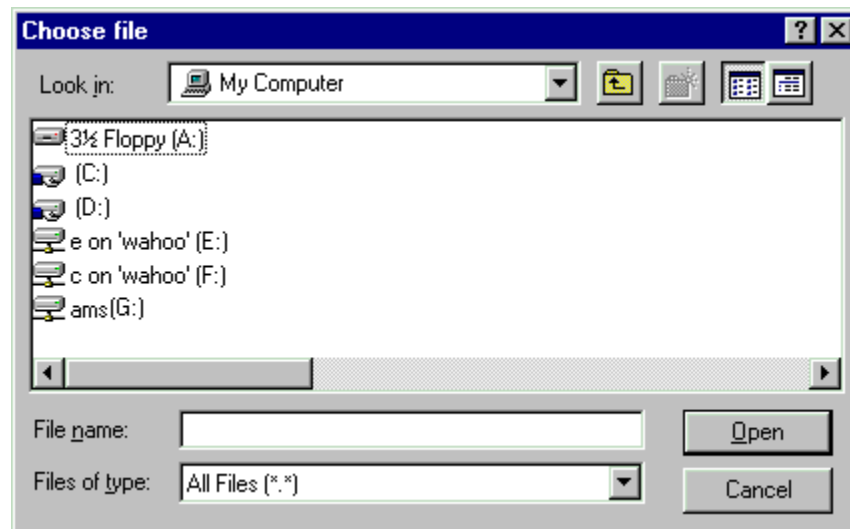 Choose file
Look in: My Computer
3½ Floppy (A:)
(C:)
(D:)
e on 'wahoo' (E:)
c on 'wahoo' (F:)
ams(G:)
File name: Open
Files of type: All Files (*.*) Cancel